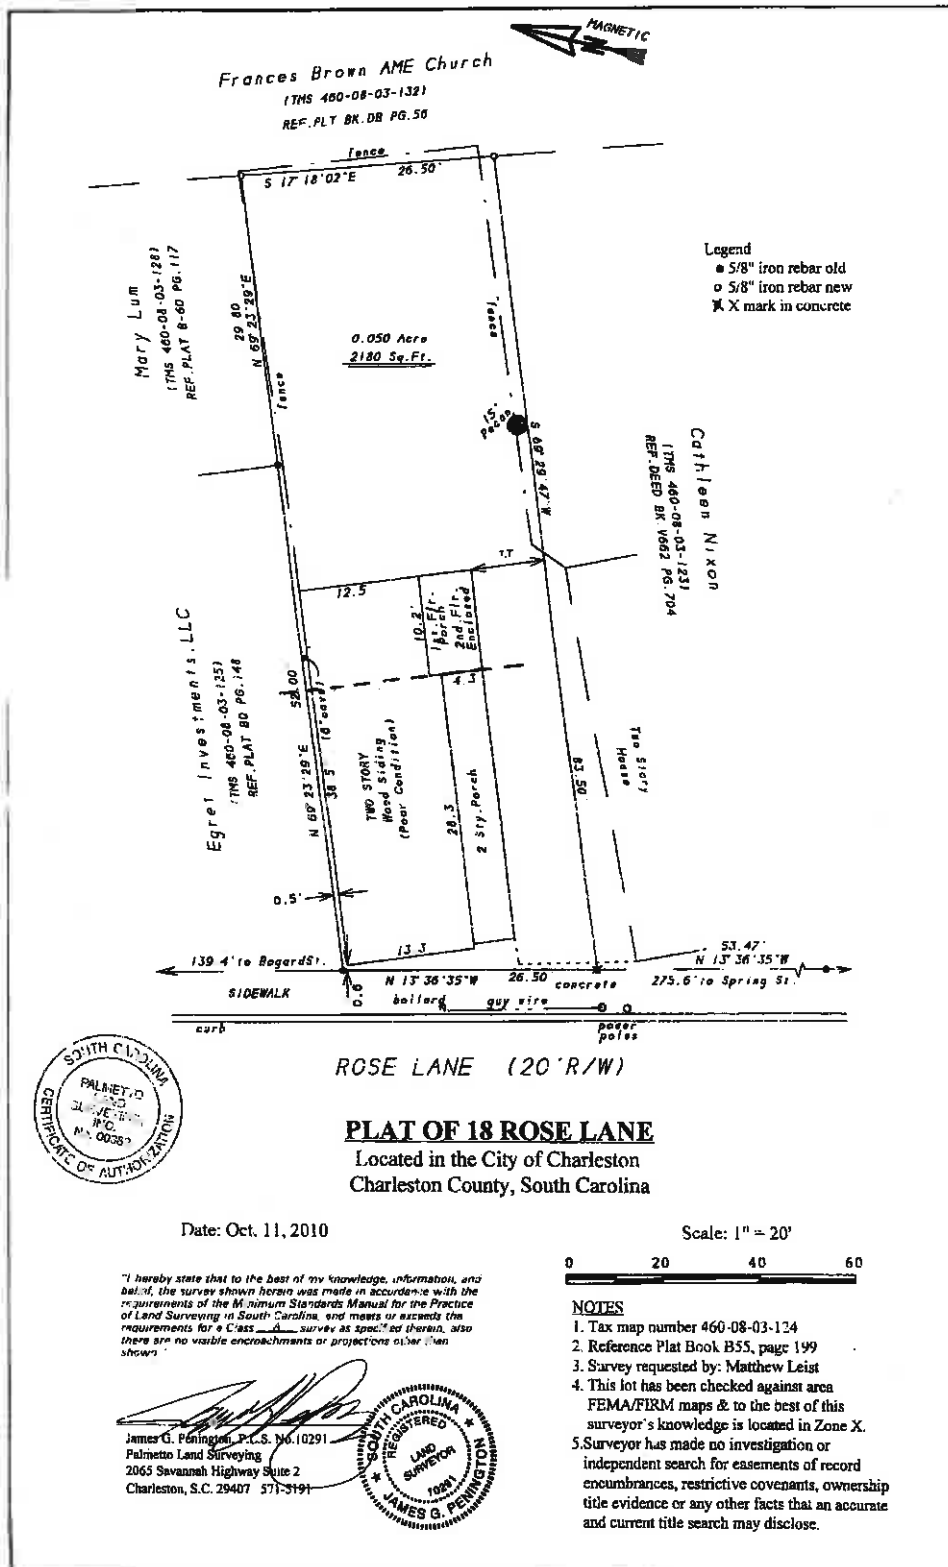 MAGNETIC
Frances Brown AME Church
(TMS 460-08-03-132)
REF.PLT BK.DB PG.56
fence
S 17°18'02"E 26.50'
Mary Lum
(TMS 460-08-03-128)
REF.PLAT B-60 PG.117
29.80
N 69°23'29"E
fence
0.050 Acre
2180 Sq.Ft.
fence
15"
Pecan
S 69°29'47"W
Legend
5/8" iron rebar old
5/8" iron rebar new
X mark in concrete
Cathleen Nixon
(TMS 460-08-03-123)
REF.DEED BK.V662 PG.704
7.7
12.5
10.2'
1st.Flr.
Porch
2nd.Flr.
Enclosed
4.3
Egret Investments.LLC
(TMS 460-08-03-125)
REF.PLAT BD PG.148
52.00
N 69°23'29"E
38.5
TWO STORY
Wood Siding
(Poor Condition)
28.3
2 Sty.Porch
83.50
Two Story
House
0.5'
13.3
139.4' to Bogard St.
N 13°36'35"W 26.50
concrete
53.47'
N 13°36'35"W
275.6' to Spring St.
SIDEWALK
0.6
bollard
guy wire
curb
power
poles
ROSE LANE (20'R/W)
SOUTH CAROLINA
PALMETTO
LAND
INC.
CERTIFICATE OF AUTHORIZATION
PLAT OF 18 ROSE LANE
Located in the City of Charleston
Charleston County, South Carolina
Date: Oct. 11, 2010
Scale: 1" = 20'
0 20 40 60
"I hereby state that to the best of my knowledge, information, and
belief, the survey shown herein was made in accordance with the
requirements of the Minimum Standards Manual for the Practice
of Land Surveying in South Carolina, and meets or exceeds the
requirements for a Class A survey as specified therein, also
there are no visible encroachments or projections other than
shown."
James G. Penington, P.L.S. No.10291
Palmetto Land Surveying
2065 Savannah Highway Suite 2
Charleston, S.C. 29407 571-5191
SOUTH CAROLINA
REGISTERED
LAND
SURVEYOR
10291
JAMES G. PENINGTON
NOTES
1. Tax map number 460-08-03-124
2. Reference Plat Book B55, page 199
3. Survey requested by: Matthew Leist
4. This lot has been checked against area
FEMA/FIRM maps & to the best of this
surveyor's knowledge is located in Zone X.
5.Surveyor has made no investigation or
independent search for easements of record
encumbrances, restrictive covenants, ownership
title evidence or any other facts that an accurate
and current title search may disclose.